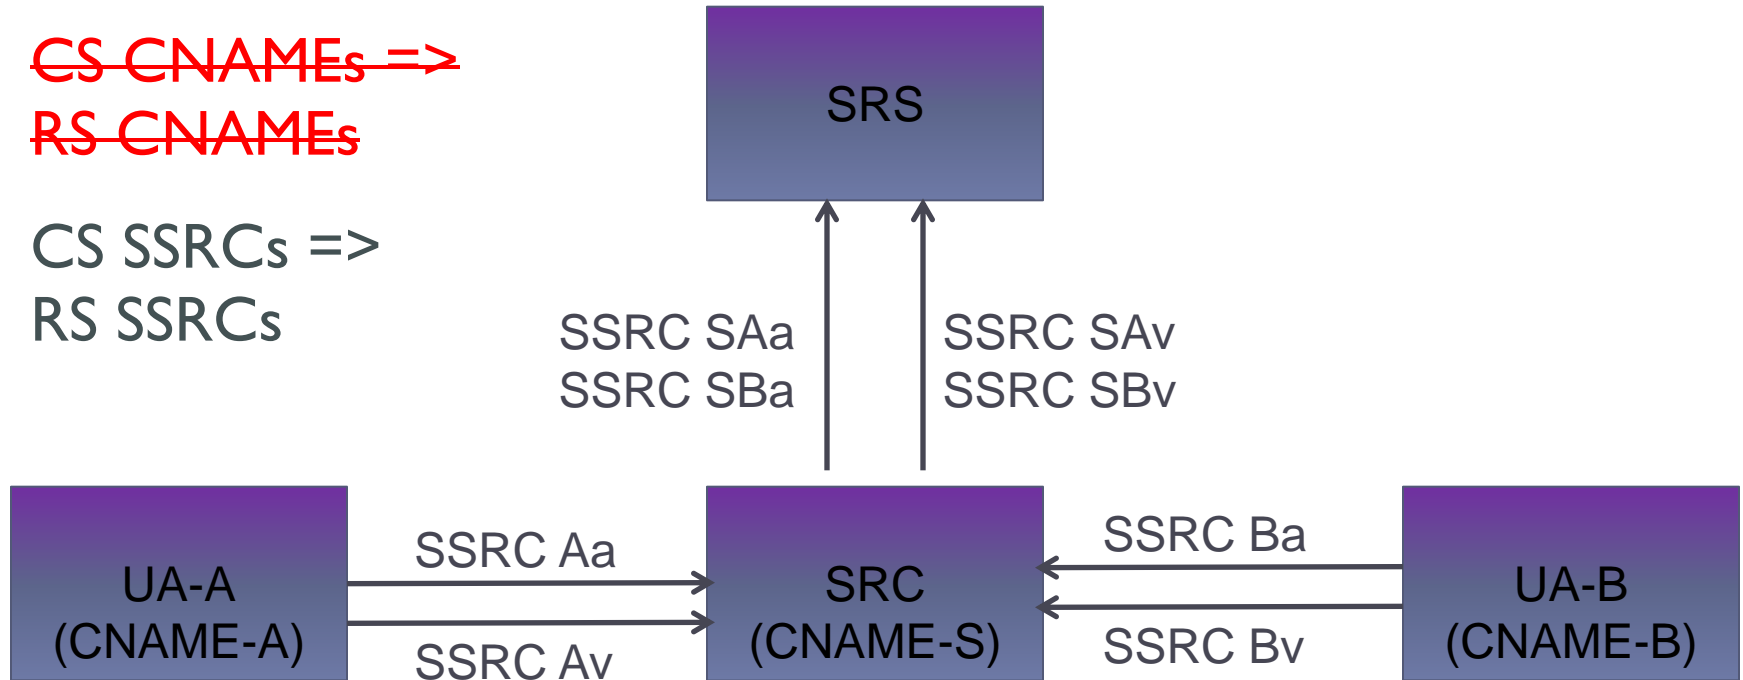 CS CNAMEs =>
RS CNAMEs
CS SSRCs =>
RS SSRCs
SRS
SSRC SAa
SSRC SBa
SSRC SAv
SSRC SBv
UA-A
(CNAME-A)
SSRC Aa
SSRC Av
SRC
(CNAME-S)
SSRC Ba
SSRC Bv
UA-B
(CNAME-B)